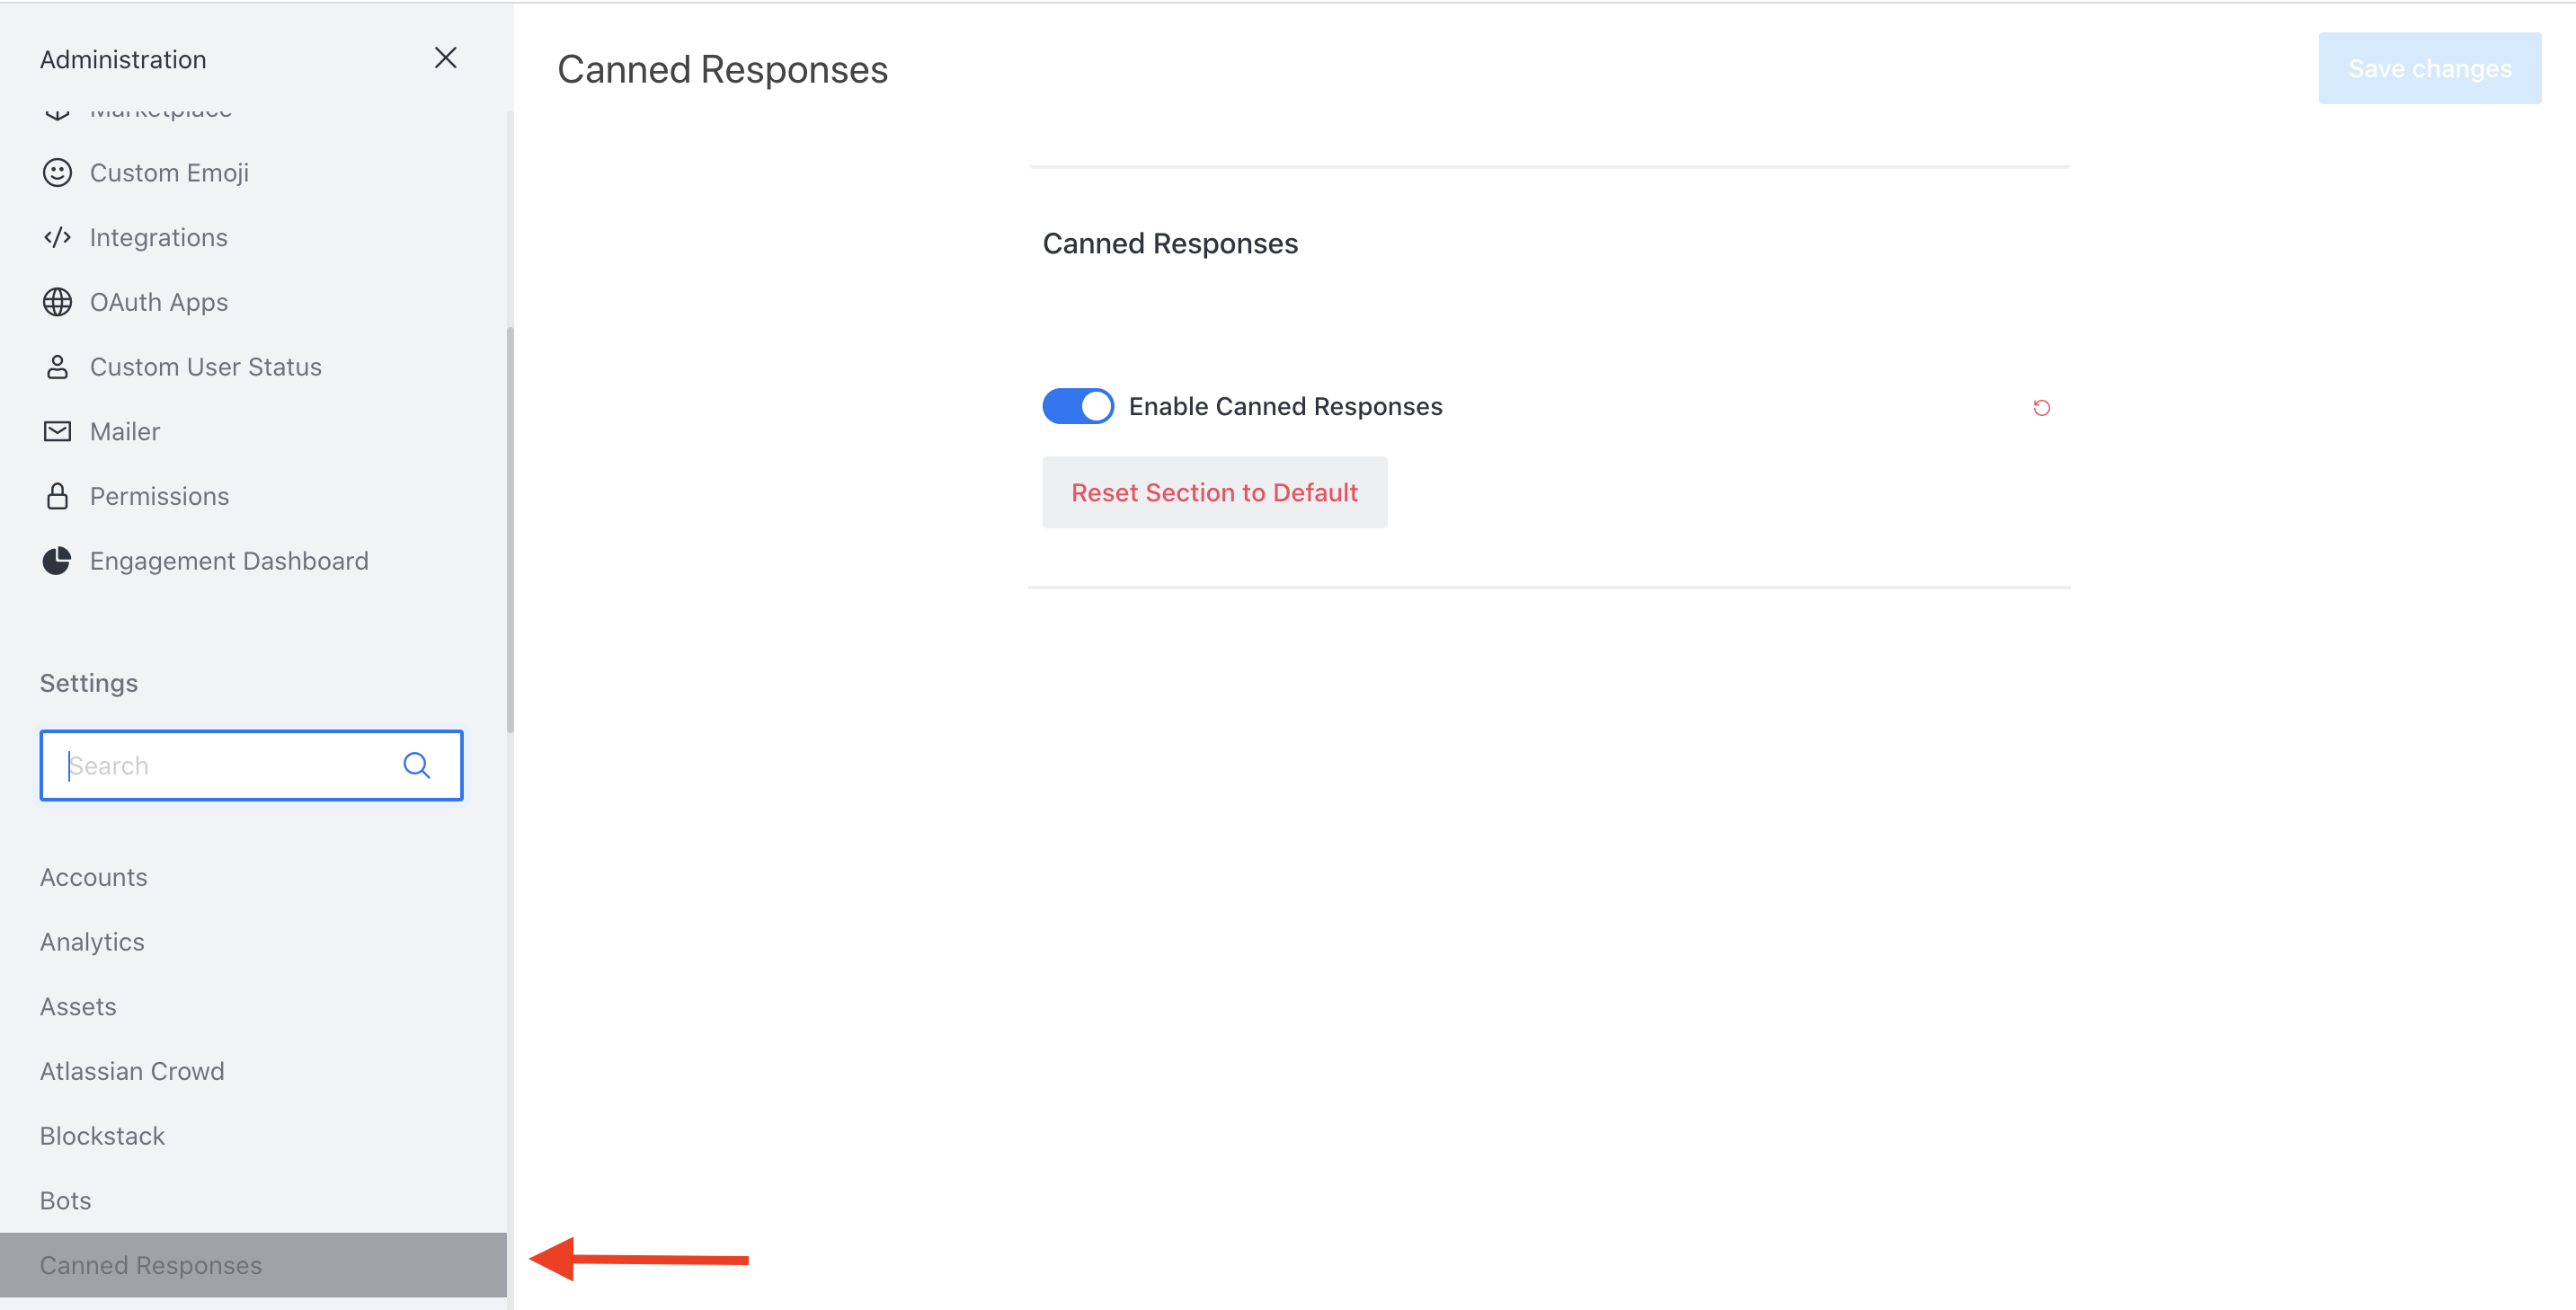 Administration
Marketplace
Custom Emoji
Integrations
OAuth Apps
Custom User Status
Mailer
Permissions
Engagement Dashboard
Settings
Search
Accounts
Analytics
Assets
Atlassian Crowd
Blockstack
Bots
Canned Responses
Canned Responses
Save changes
Canned Responses
Enable Canned Responses
Reset Section to Default